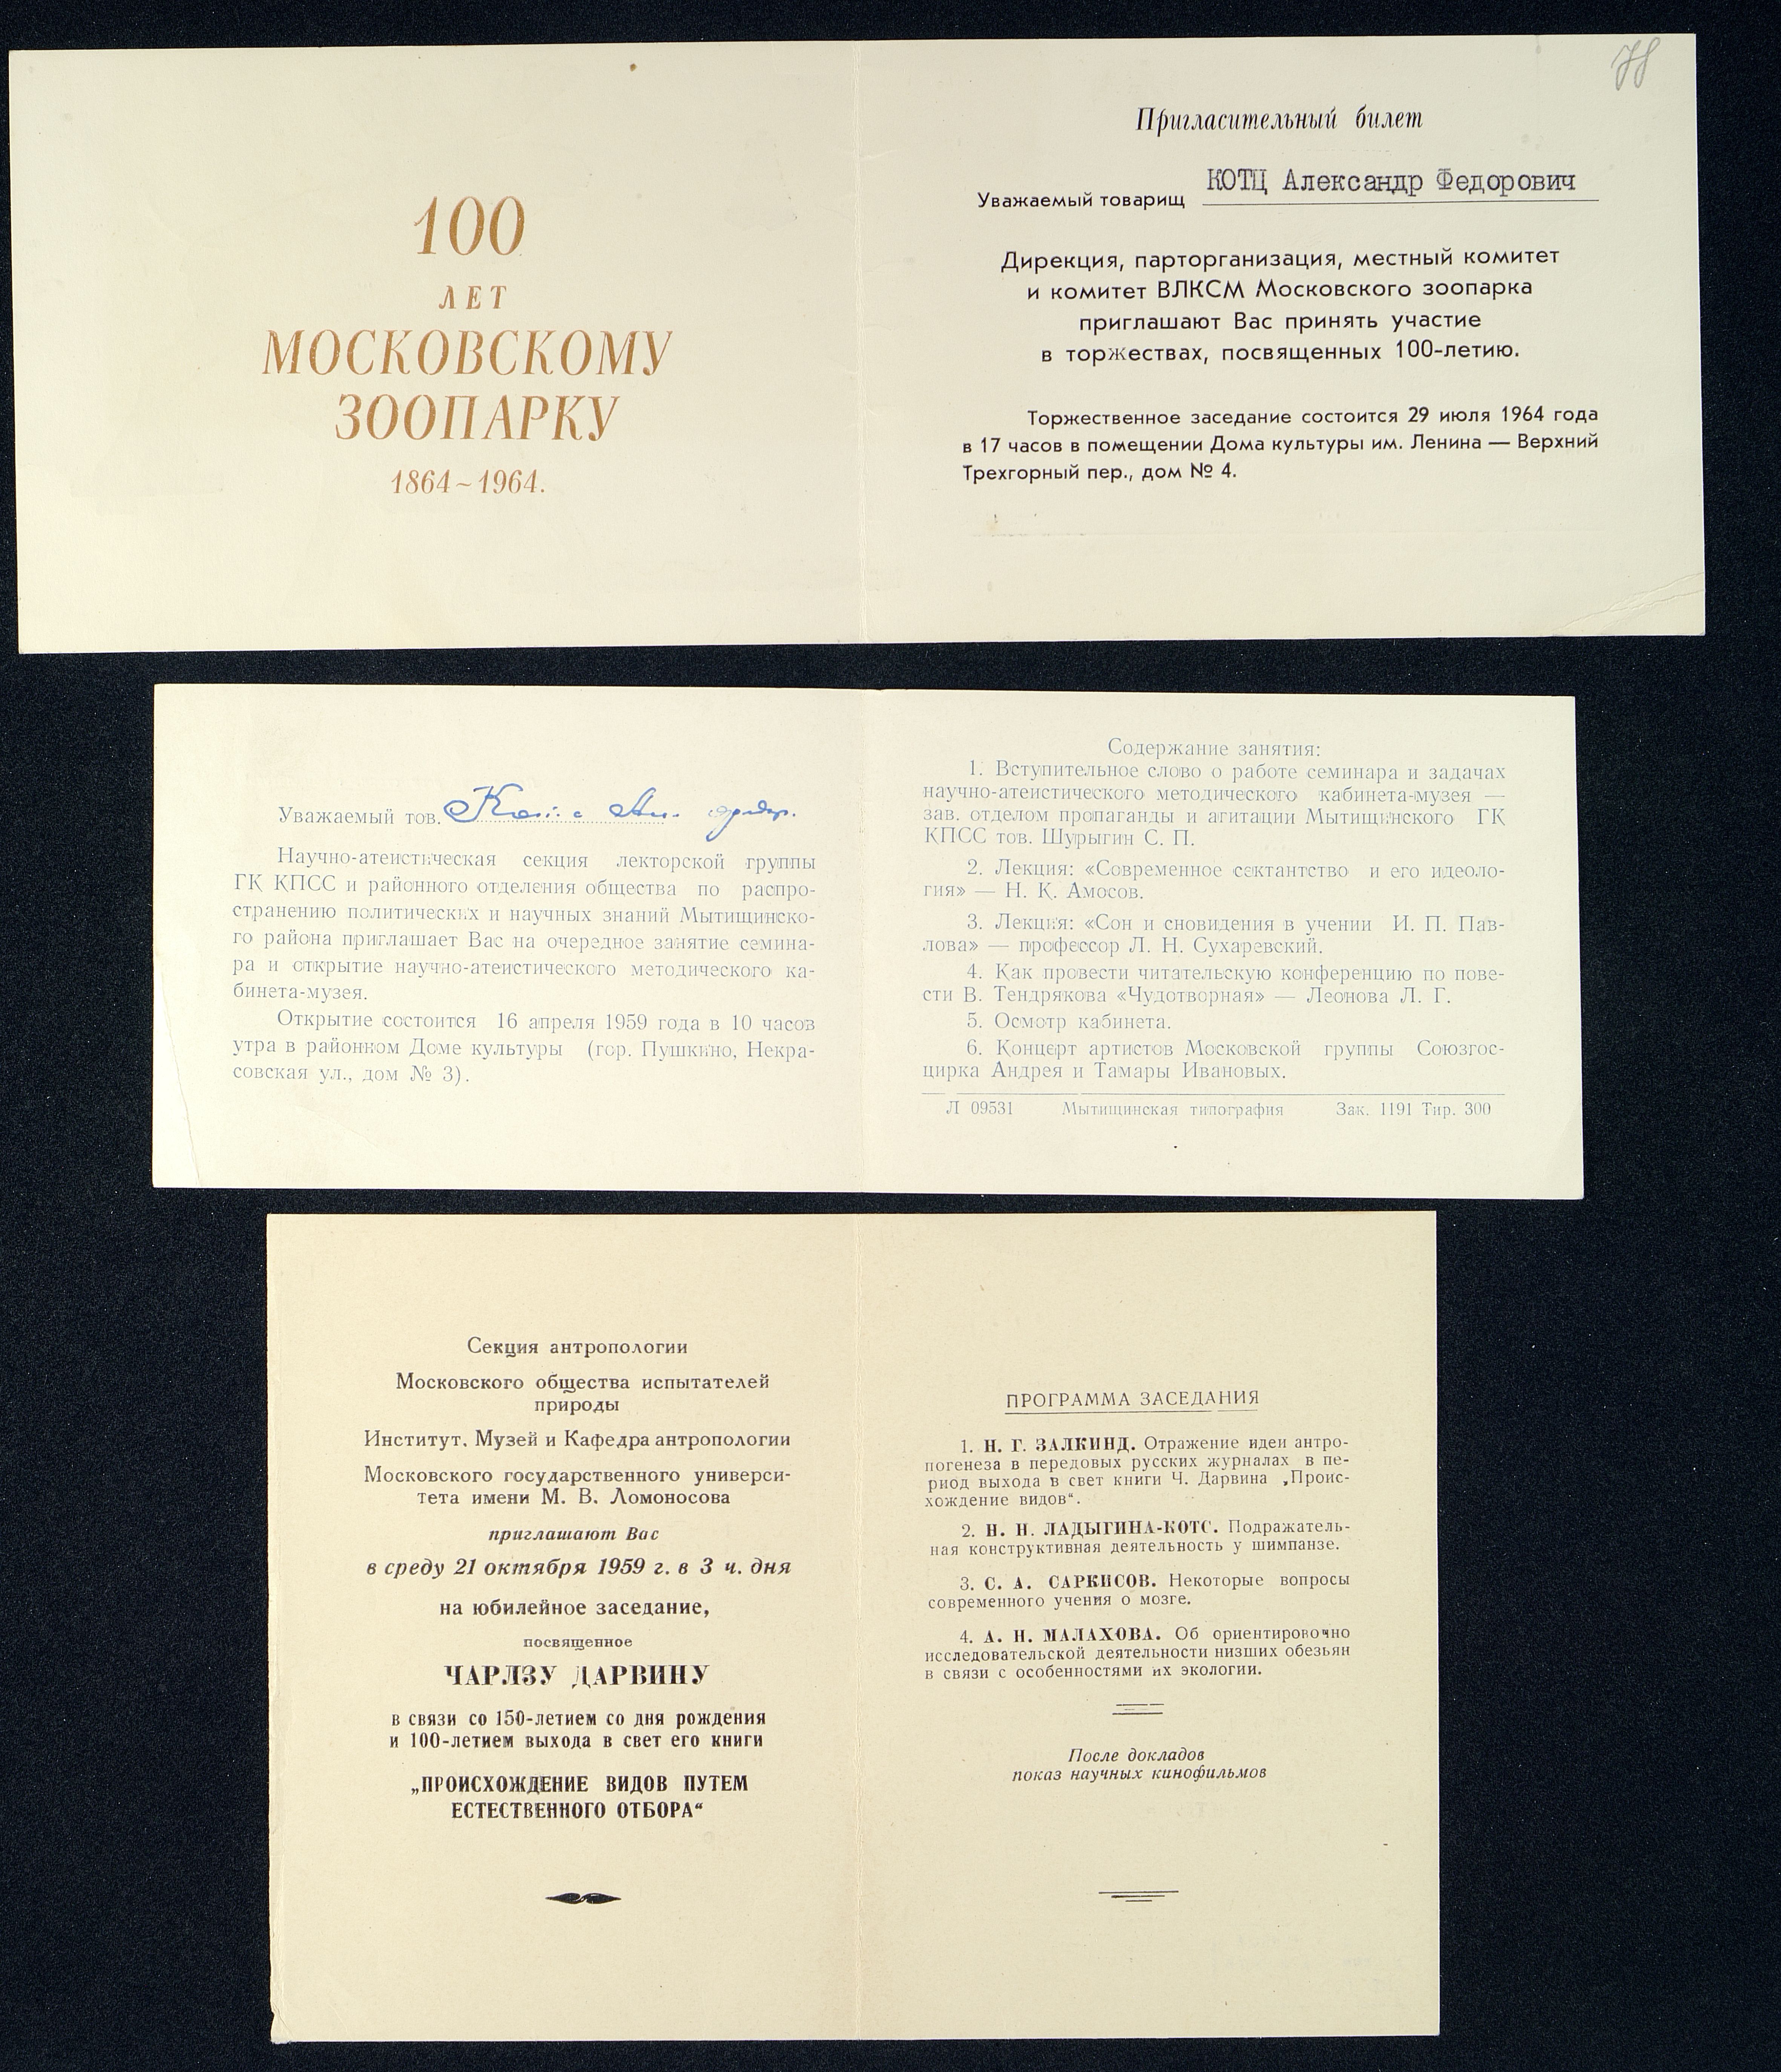 100
ЛЕТ
МОСКОВСКОМУ
ЗООПАРКУ
1864~1964.
Пригласительный билет
Уважаемый товарищ КОТЦ Александр Федорович
Дирекция, парторганизация, местный комитет
и комитет ВЛКСМ Московского зоопарка
приглашают Вас принять участие
в торжествах, посвященных 100-летию.
Торжественное заседание состоится 29 июля 1964 года
в 17 часов в помещении Дома культуры им. Ленина — Верхний
Трехгорный пер., дом № 4.
Уважаемый тов.
Научно-атеистическая секция лекторской группы
ГК КПСС и районного отделения общества по распро-
странению политических и научных знаний Мытищинско-
го района приглашает Вас на очередное занятие семина-
ра и открытие научно-атеистического методического ка-
бинета-музея.
Открытие состоится 16 апреля 1959 года в 10 часов
утра в районном Доме культуры (гор. Пушкино, Некра-
совская ул., дом № 3).
Содержание занятия:
1. Вступительное слово о работе семинара и задачах
научно-атеистического методического кабинета-музея —
зав. отделом пропаганды и агитации Мытищинского ГК
КПСС тов. Шурыгин С. П.
2. Лекция: «Современное сектантство и его идеоло-
гия» — Н. К. Амосов.
3. Лекция: «Сон и сновидения в учении И. П. Пав-
лова» — профессор Л. Н. Сухаревский.
4. Как провести читательскую конференцию по пове-
сти В. Тендрякова «Чудотворная» — Леонова Л. Г.
5. Осмотр кабинета.
6. Концерт артистов Московской группы Союзгос-
цирка Андрея и Тамары Ивановых.
Л 09531 Мытищинская типография Зак. 1191 Тир. 300
Секция антропологии
Московского общества испытателей
природы
Институт, Музей и Кафедра антропологии
Московского государственного универси-
тета имени М. В. Ломоносова
приглашают Вас
в среду 21 октября 1959 г. в 3 ч. дня
на юбилейное заседание,
посвященное
ЧАРЛЗУ ДАРВИНУ
в связи со 150-летием со дня рождения
и 100-летием выхода в свет его книги
„ПРОИСХОЖДЕНИЕ ВИДОВ ПУТЕМ
ЕСТЕСТВЕННОГО ОТБОРА“
ПРОГРАММА ЗАСЕДАНИЯ
1. Н. Г. ЗАЛКИНД. Отражение идеи антро-
погенеза в передовых русских журналах в пе-
риод выхода в свет книги Ч. Дарвина „Проис-
хождение видов“.
2. Н. Н. ЛАДЫГИНА-КОТС. Подражатель-
ная конструктивная деятельность у шимпанзе.
3. С. А. САРКИСОВ. Некоторые вопросы
современного учения о мозге.
4. А. Н. МАЛАХОВА. Об ориентировочно
исследовательской деятельности низших обезьян
в связи с особенностями их экологии.
После докладов
показ научных кинофильмов